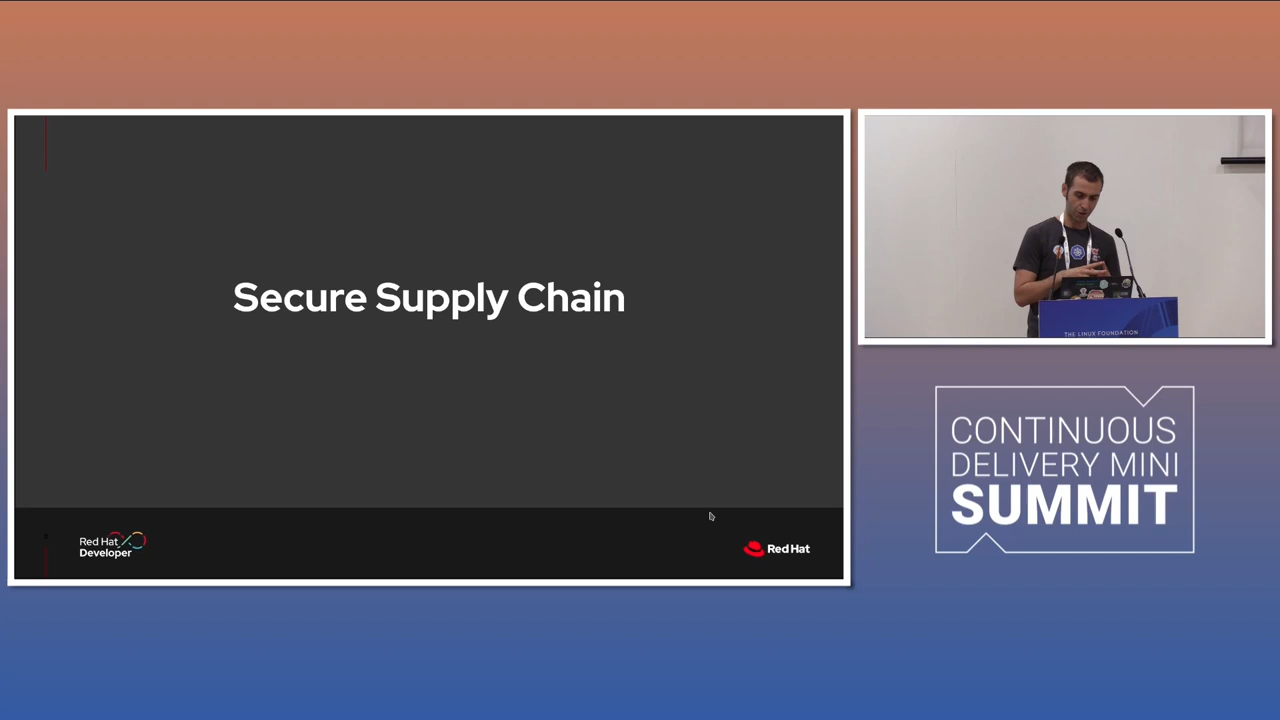 Secure Supply Chain
Red Hat
Developer
Red Hat
THE LINUX FOUNDATION
CONTINUOUS
DELIVERY MINI
SUMMIT